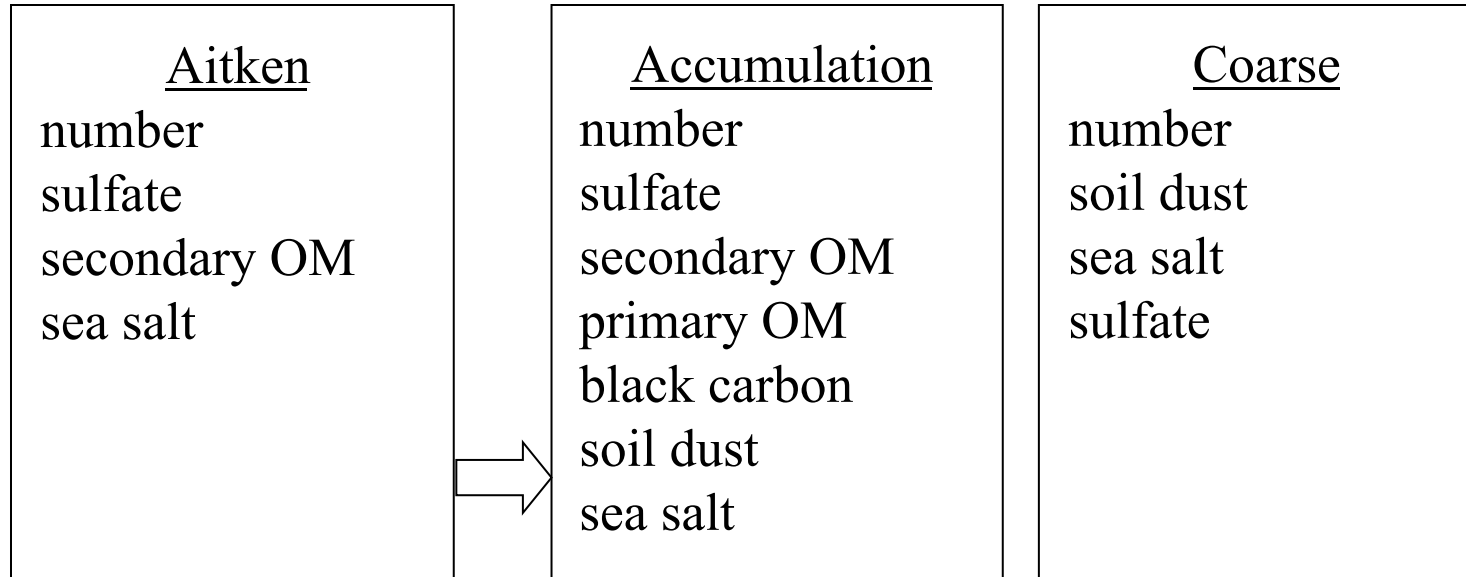 Aitken
number
sulfate
secondary OM
sea salt
Accumulation
number
sulfate
secondary OM
primary OM
black carbon
soil dust
sea salt
Coarse
number
soil dust
sea salt
sulfate